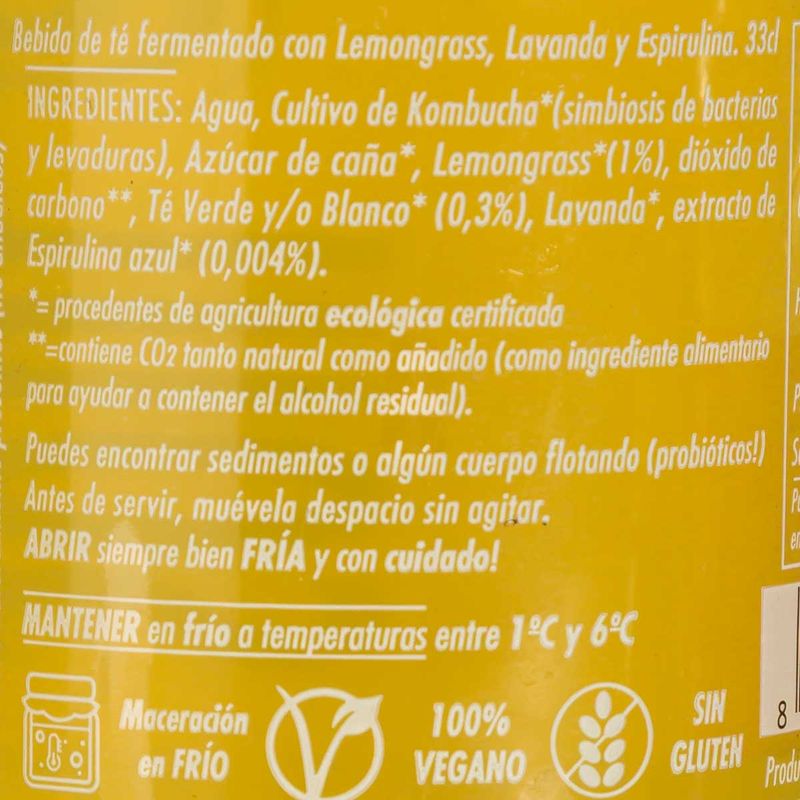 Bebida de té fermentado con Lemongrass, Lavanda y Espirulina. 33cl
INGREDIENTES: Agua, Cultivo de Kombucha*(simbiosis de bacterias
y levaduras), Azúcar de caña*, Lemongrass*(1%), dióxido de
carbono**, Té Verde y/o Blanco* (0,3%), Lavanda*, extracto de
Espirulina azul* (0,004%).
*= procedentes de agricultura ecológica certificada
**=contiene CO2 tanto natural como añadido (como ingrediente alimentario
para ayudar a contener el alcohol residual).
Puedes encontrar sedimentos o algún cuerpo flotando (probióticos!)
Antes de servir, muévela despacio sin agitar.
ABRIR siempre bien FRÍA y con cuidado!
MANTENER en frío a temperaturas entre 1ºC y 6ºC
Maceración
en FRÍO
100%
VEGANO
SIN
GLUTEN
8